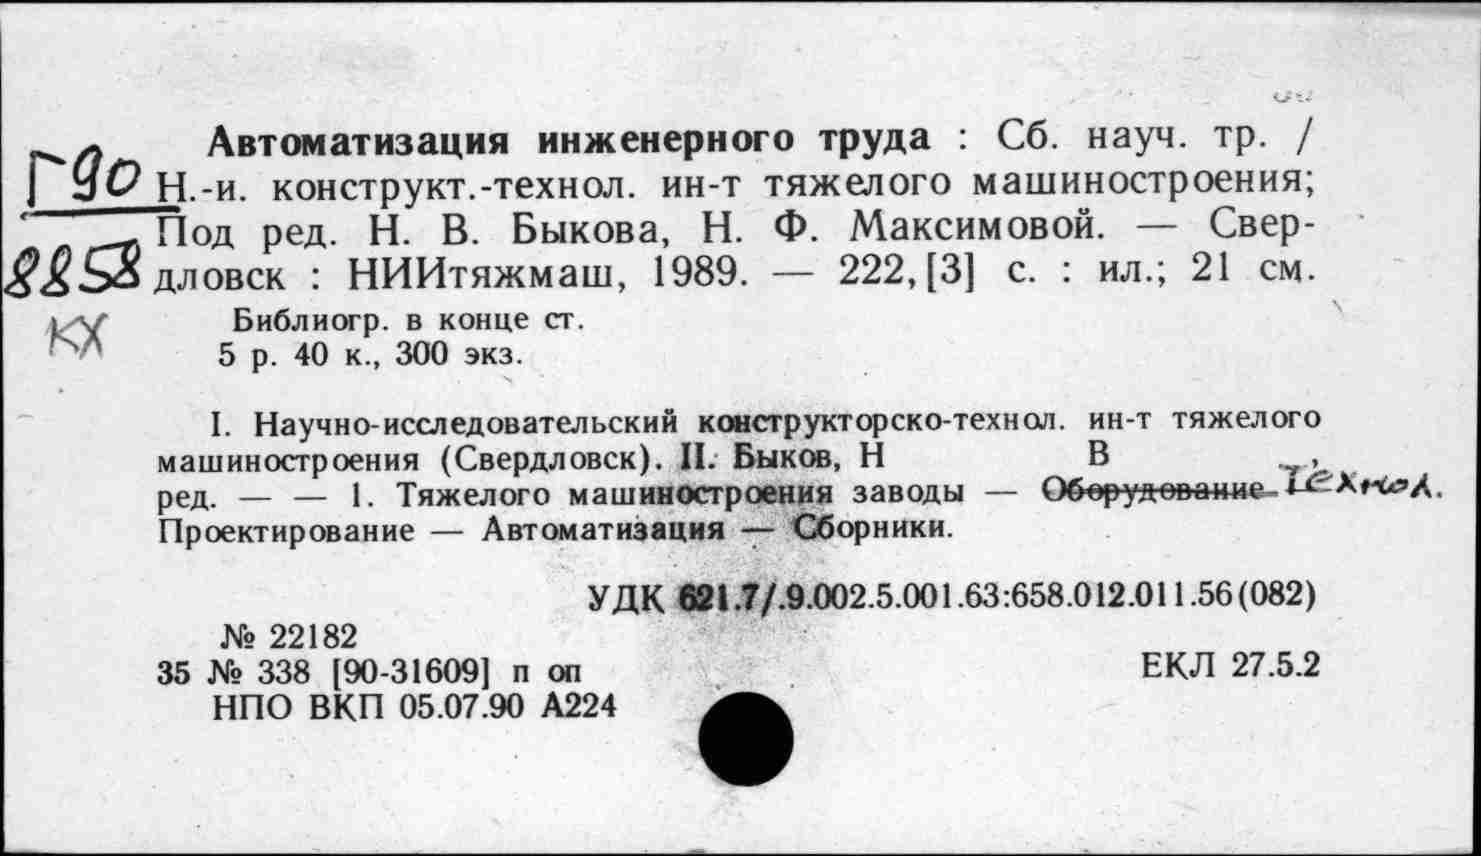 Автоматизация инженерного труда : Сб. науч. тр. /
Г90 Н.-и. конструкт.-технол. ин-т тяжелого машиностроения;
Под ред. Н. В. Быкова, Н. Ф. Максимовой. — Свер-
8858 дловск : НИИтяжмаш, 1989. — 222,[3] с. : ил.; 21 см.
КХ Библиогр. в конце ст.
5 р. 40 к., 300 экз.
I. Научно-исследовательский конструкторско-технол. ин-т тяжелого
машиностроения (Свердловск). II. Быков, Н В ,
ред. — — 1. Тяжелого машиностроения заводы — Оборудование Технол.
Проектирование — Автоматизация — Сборники.
УДК 621.7/.9.002.5.001.63:658.012.011.56(082)
№ 22182
35 № 338 [90-31609] п оп
ЕКЛ 27.5.2
НПО ВКП 05.07.90 А224